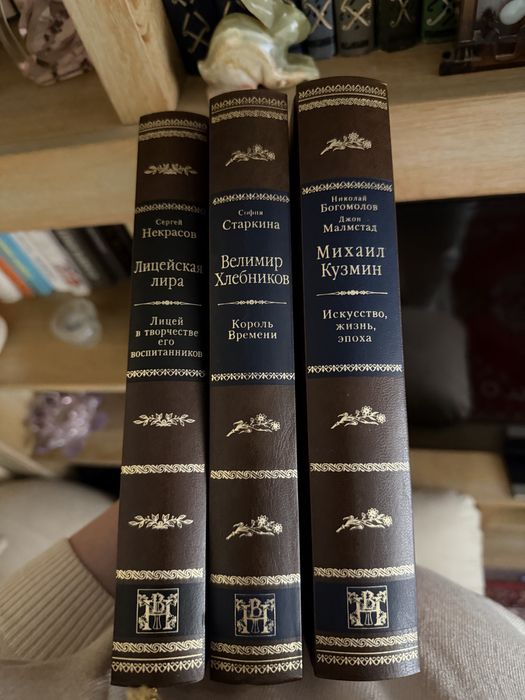 Сергей
Некрасов
Лицейская
лира
Лицей
в творчестве
его
воспитанников
София
Старкина
Велимир
Хлебников
Король
Времени
Николай
Богомолов
Джон
Малмстад
Михаил
Кузмин
Искусство,
жизнь,
эпоха